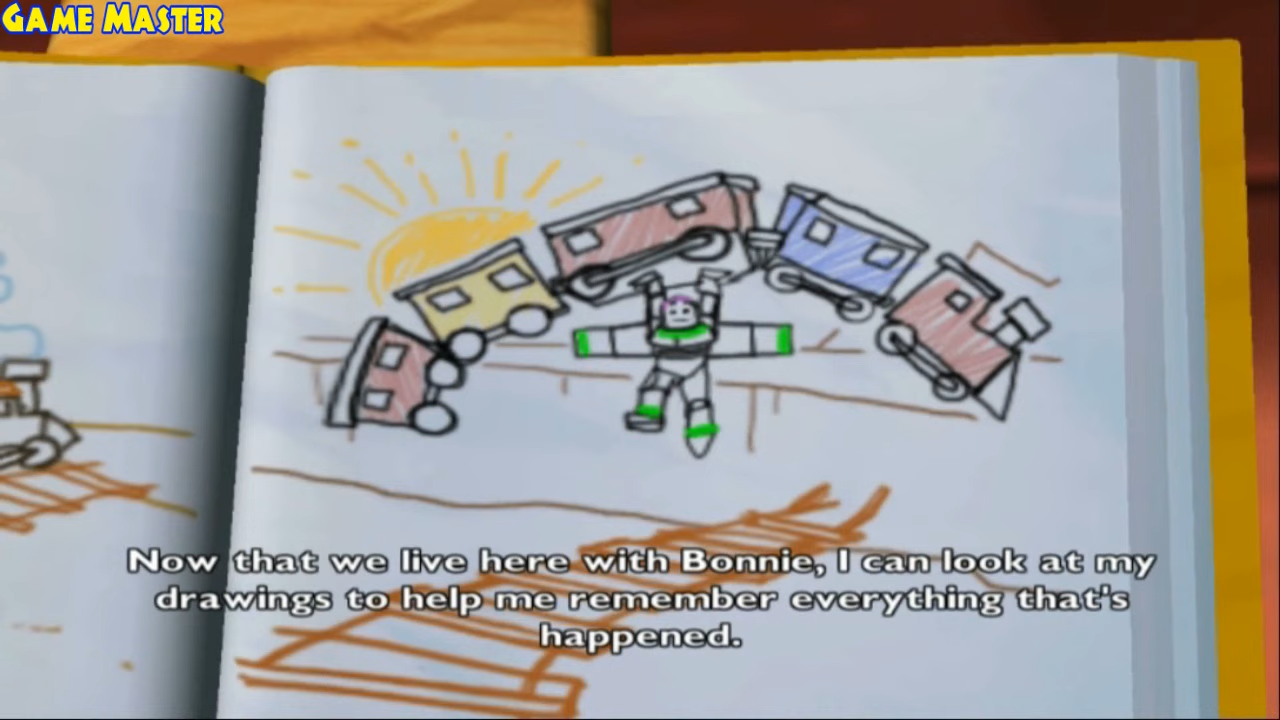 GAME MASTER
Now that we live here with Bonnie, I can look at my
drawings to help me remember everything that's
happened.